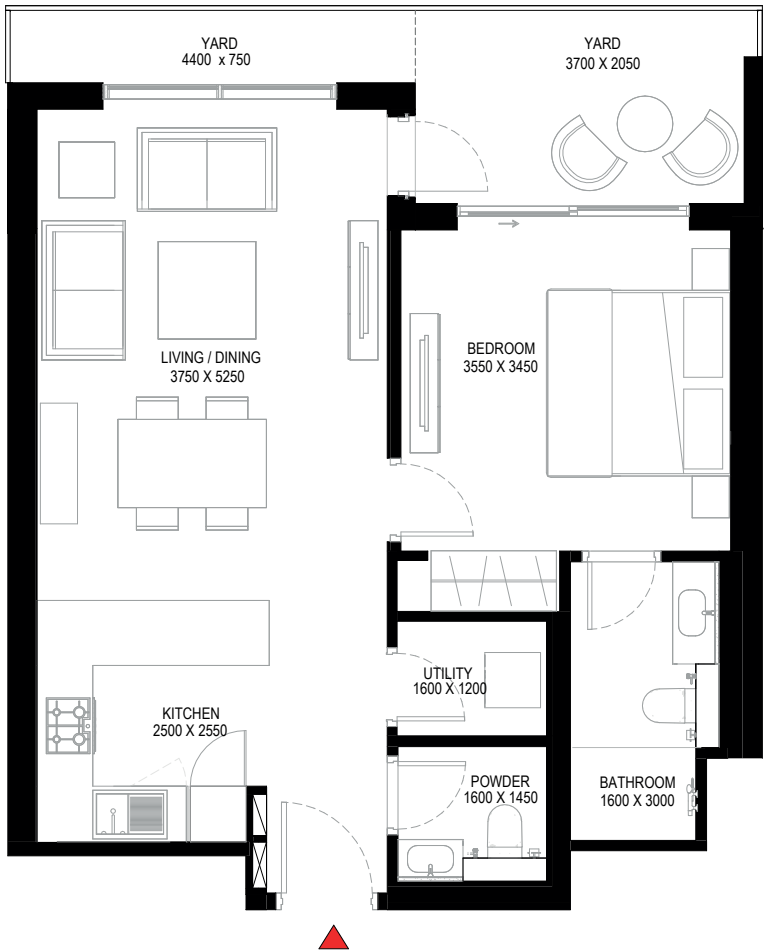 YARD
4400 x 750
YARD
3700 X 2050
LIVING / DINING
3750 X 5250
BEDROOM
3550 X 3450
UTILITY
1600 X 1200
KITCHEN
2500 X 2550
POWDER
1600 X 1450
BATHROOM
1600 X 3000